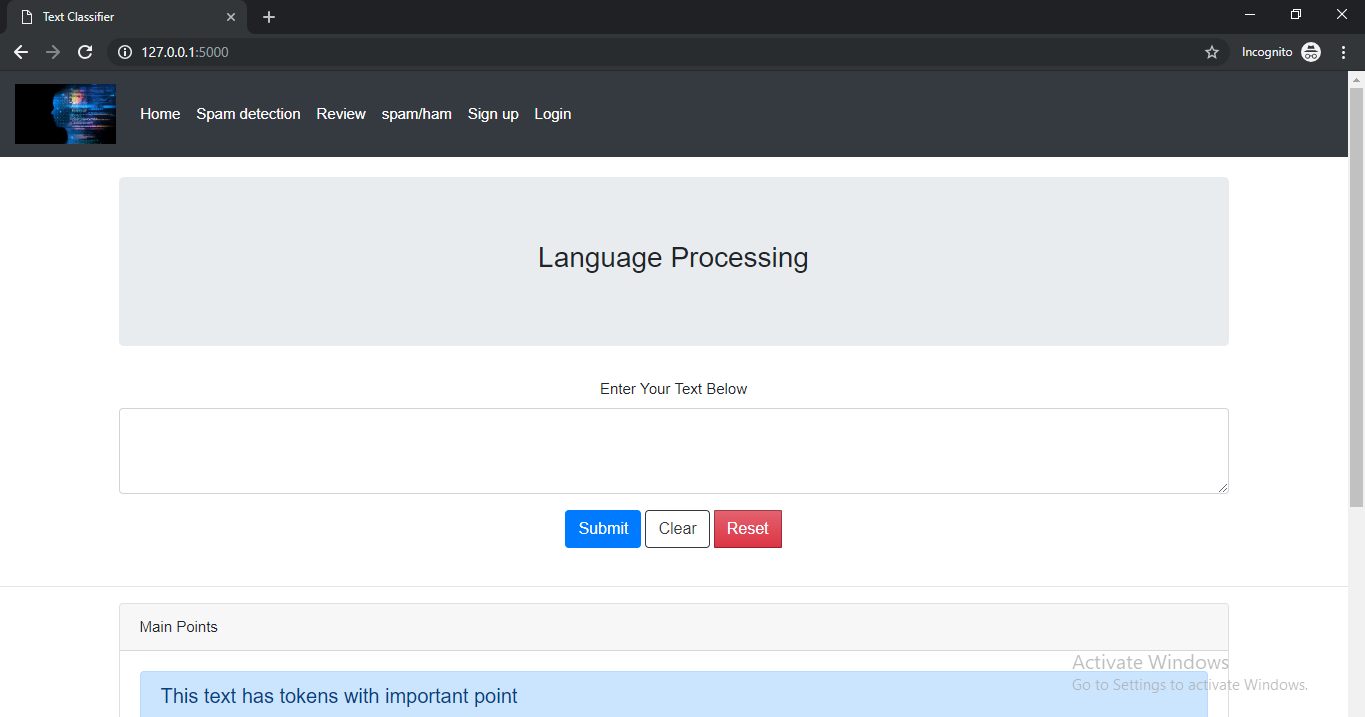 Text Classifier
127.0.0.1:5000
Incognito
Home Spam detection Review spam/ham Sign up Login
Language Processing
Enter Your Text Below
Submit Clear Reset
Main Points
This text has tokens with important point
Activate Windows
Go to Settings to activate Windows.